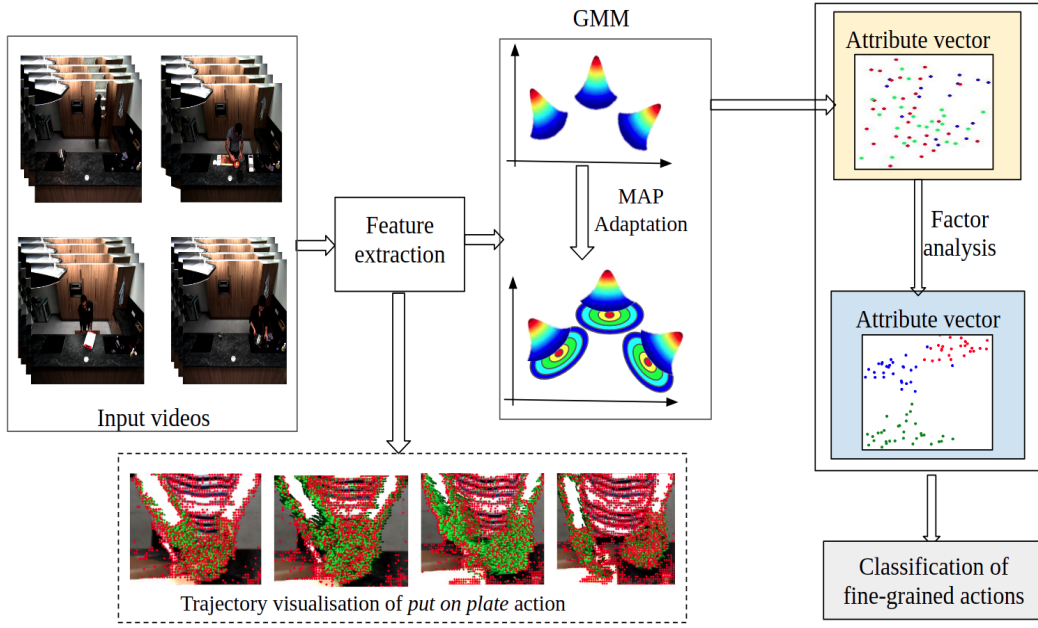 GMM
Attribute vector
Input videos
Feature
extraction
MAP
Adaptation
Factor
analysis
Attribute vector
Trajectory visualisation of put on plate action
Classification of
fine-grained actions